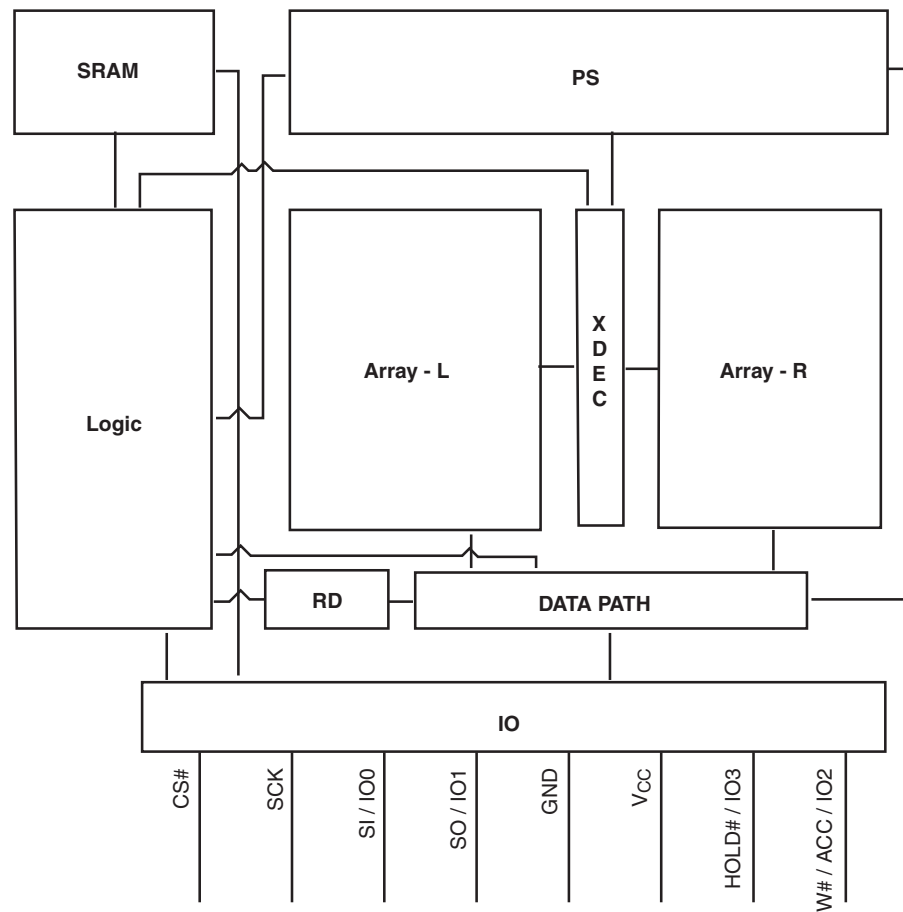 SRAM
PS
Logic
Array - L
X
D
E
C
Array - R
RD
DATA PATH
IO
CS#
SCK
SI / IO0
SO / IO1
GND
VCC
HOLD# / IO3
W# / ACC / IO2